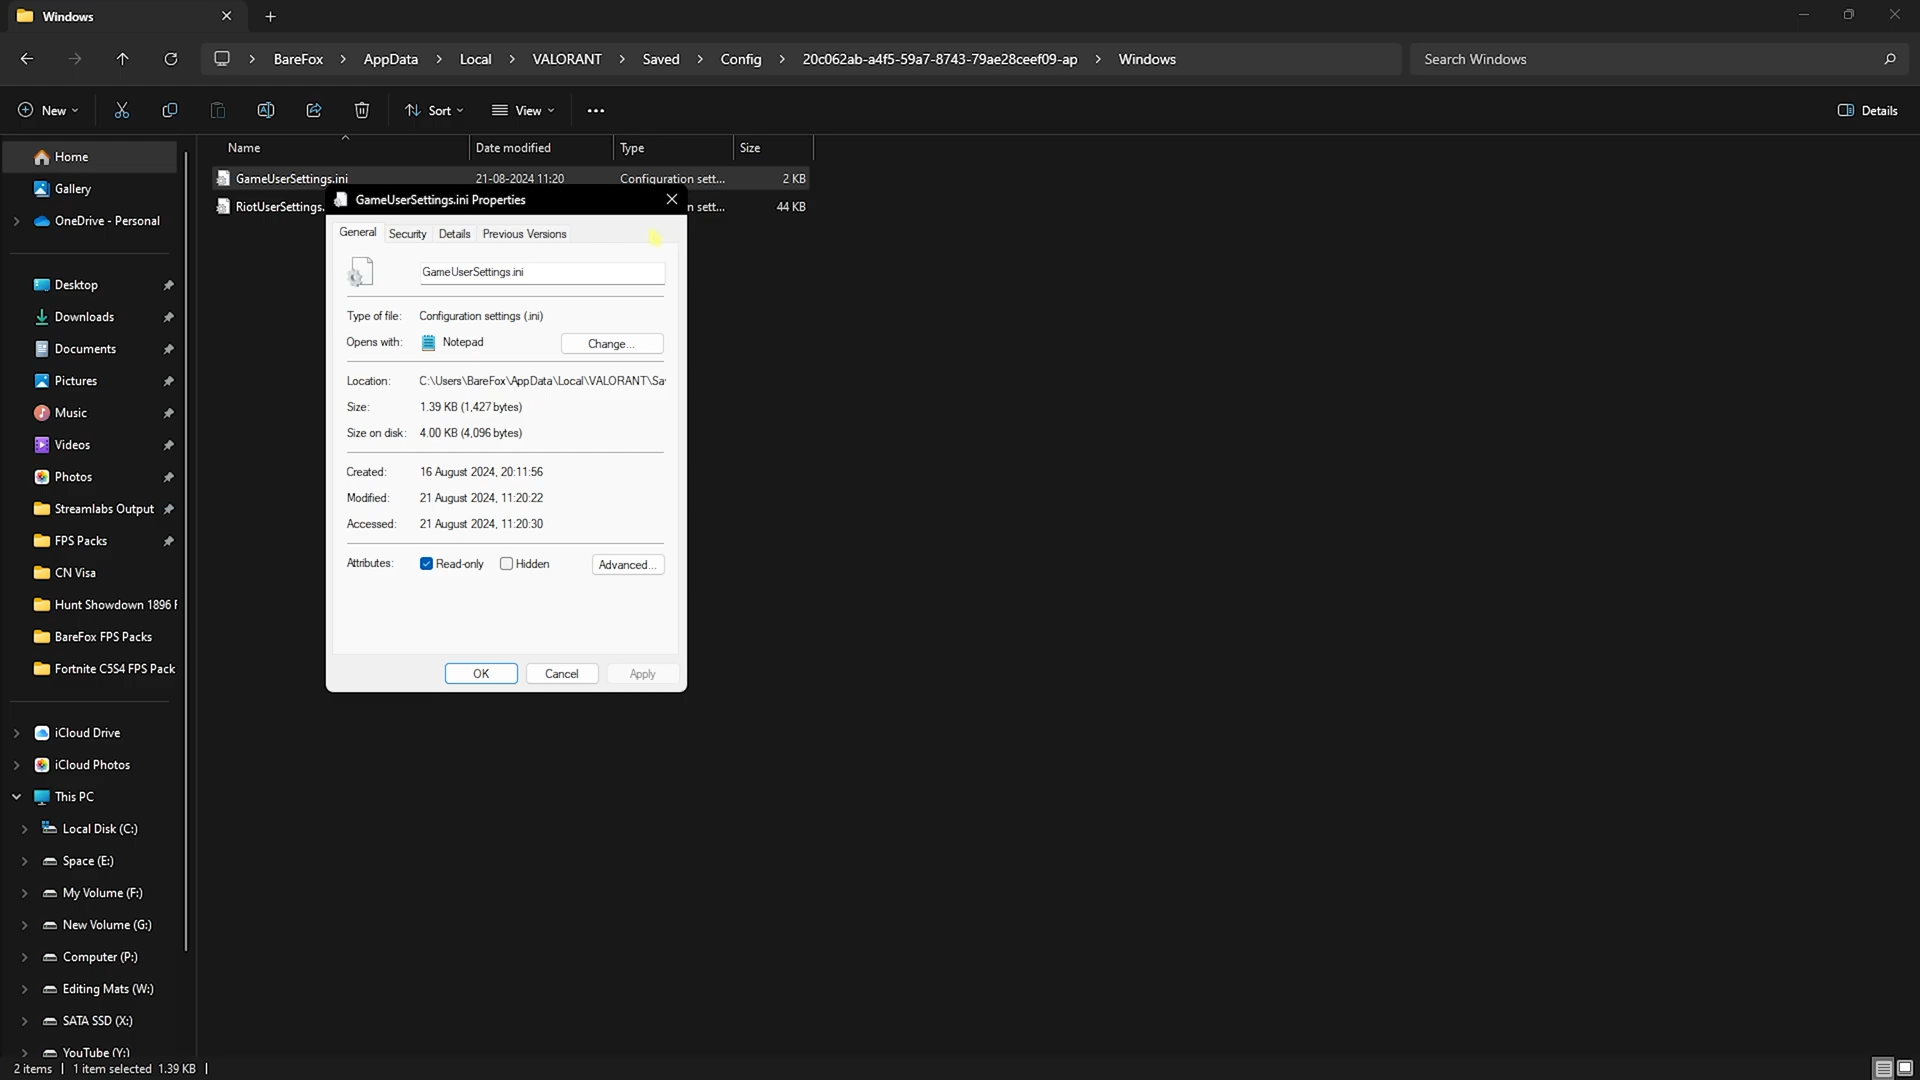 Windows
BareFox > AppData > Local > VALORANT > Saved > Config > 20c062ab-a4f5-59a7-8743-79ae28ceef09-ap > Windows
Search Windows
New
Sort
View
Details
Name
Date modified
Type
Size
GameUserSettings.ini 21-08-2024 11:20 Configuration sett... 2 KB
RiotUserSettings. n sett... 44 KB
Home
Gallery
OneDrive - Personal
Desktop
Downloads
Documents
Pictures
Music
Videos
Photos
Streamlabs Output
FPS Packs
CN Visa
Hunt Showdown 1896 F
BareFox FPS Packs
Fortnite C5S4 FPS Pack
iCloud Drive
iCloud Photos
This PC
Local Disk (C:)
Space (E:)
My Volume (F:)
New Volume (G:)
Computer (P:)
Editing Mats (W:)
SATA SSD (X:)
YouTube (Y:)
GameUserSettings.ini Properties
General
Security
Details
Previous Versions
GameUserSettings.ini
Type of file: Configuration settings (.ini)
Opens with: Notepad
Change...
Location: C:\Users\BareFox\AppData\Local\VALORANT\Sav
Size: 1.39 KB (1,427 bytes)
Size on disk: 4.00 KB (4,096 bytes)
Created: 16 August 2024, 20:11:56
Modified: 21 August 2024, 11:20:22
Accessed: 21 August 2024, 11:20:30
Attributes: Read-only Hidden
Advanced...
OK
Cancel
Apply
2 items | 1 item selected 1.39 KB |